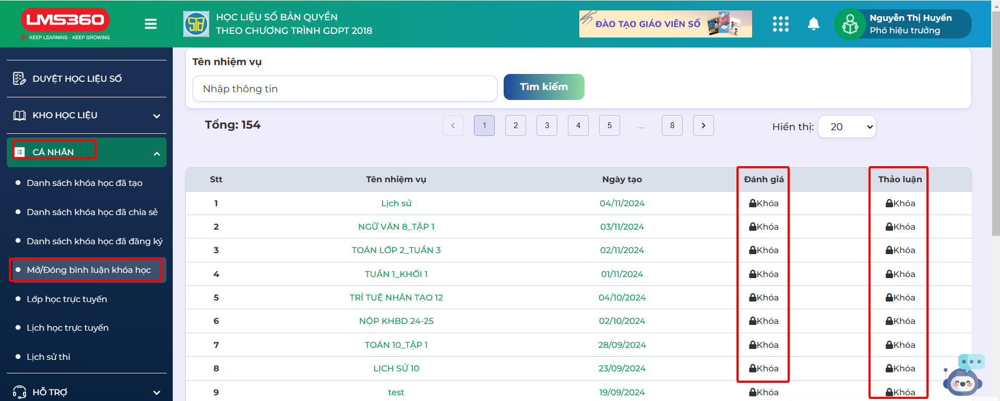 LMS360
KEEP LEARNING - KEEP GROWING
HỌC LIỆU SỐ BẢN QUYỀN
THEO CHƯƠNG TRÌNH GDPT 2018
ĐÀO TẠO GIÁO VIÊN SỐ
Nguyễn Thị Huyền
Phó hiệu trưởng
DUYỆT HỌC LIỆU SỐ
KHO HỌC LIỆU
CÁ NHÂN
Danh sách khóa học đã tạo
Danh sách khóa học đã chia sẻ
Danh sách khóa học đã đăng ký
Mở/Đóng bình luận khóa học
Lớp học trực tuyến
Lịch học trực tuyến
Lịch sử thi
HỖ TRỢ
Tên nhiệm vụ
Nhập thông tin
Tìm kiếm
Tổng: 154
1 2 3 4 5 ... 8
Hiển thị: 20
Stt Tên nhiệm vụ Ngày tạo Đánh giá Thảo luận
1 Lịch sử 04/11/2024 Khóa Khóa
2 NGỮ VĂN 8_TẬP 1 03/11/2024 Khóa Khóa
3 TOÁN LỚP 2_TUẦN 3 02/11/2024 Khóa Khóa
4 TUẦN 1_KHỐI 1 01/11/2024 Khóa Khóa
5 TRÍ TUỆ NHÂN TẠO 12 04/10/2024 Khóa Khóa
6 NỘP KHBD 24-25 02/10/2024 Khóa Khóa
7 TOÁN 10_TẬP 1 28/09/2024 Khóa Khóa
8 LỊCH SỬ 10 23/09/2024 Khóa Khóa
9 test 19/09/2024 Khóa Khóa